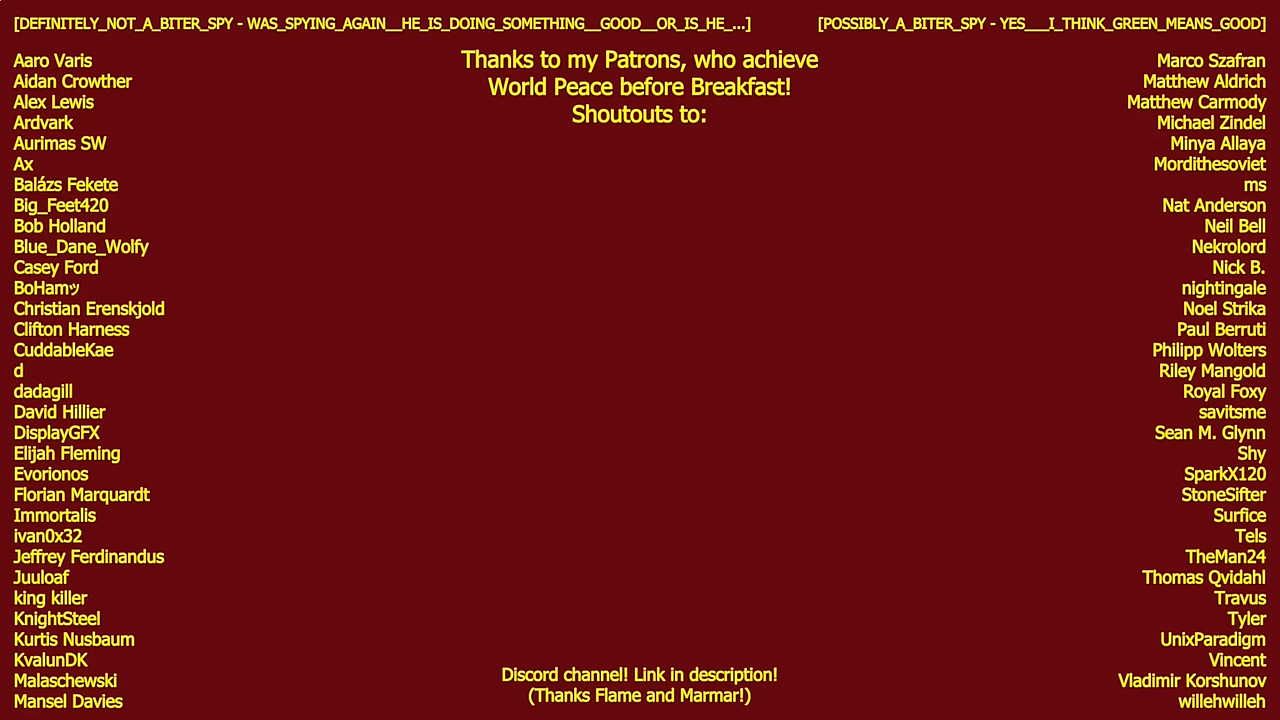 [DEFINITELY_NOT_A_BITER_SPY - WAS_SPYING_AGAIN__HE_IS_DOING_SOMETHING__GOOD__OR_IS_HE_...]
[POSSIBLY_A_BITER_SPY - YES___I_THINK_GREEN_MEANS_GOOD]
Thanks to my Patrons, who achieve
World Peace before Breakfast!
Shoutouts to:
Aaro Varis
Aidan Crowther
Alex Lewis
Ardvark
Aurimas SW
Ax
Balázs Fekete
Big_Feet420
Bob Holland
Blue_Dane_Wolfy
Casey Ford
BoHamッ
Christian Erenskjold
Clifton Harness
CuddableKae
d
dadagill
David Hillier
DisplayGFX
Elijah Fleming
Evorionos
Florian Marquardt
Immortalis
ivan0x32
Jeffrey Ferdinandus
Juuloaf
king killer
KnightSteel
Kurtis Nusbaum
KvalunDK
Malaschewski
Mansel Davies
Marco Szafran
Matthew Aldrich
Matthew Carmody
Michael Zindel
Minya Allaya
Mordithesoviet
ms
Nat Anderson
Neil Bell
Nekrolord
Nick B.
nightingale
Noel Strika
Paul Berruti
Philipp Wolters
Riley Mangold
Royal Foxy
savitsme
Sean M. Glynn
Shy
SparkX120
StoneSifter
Surfice
Tels
TheMan24
Thomas Qvidahl
Travus
Tyler
UnixParadigm
Vincent
Vladimir Korshunov
willehwilleh
Discord channel! Link in description!
(Thanks Flame and Marmar!)